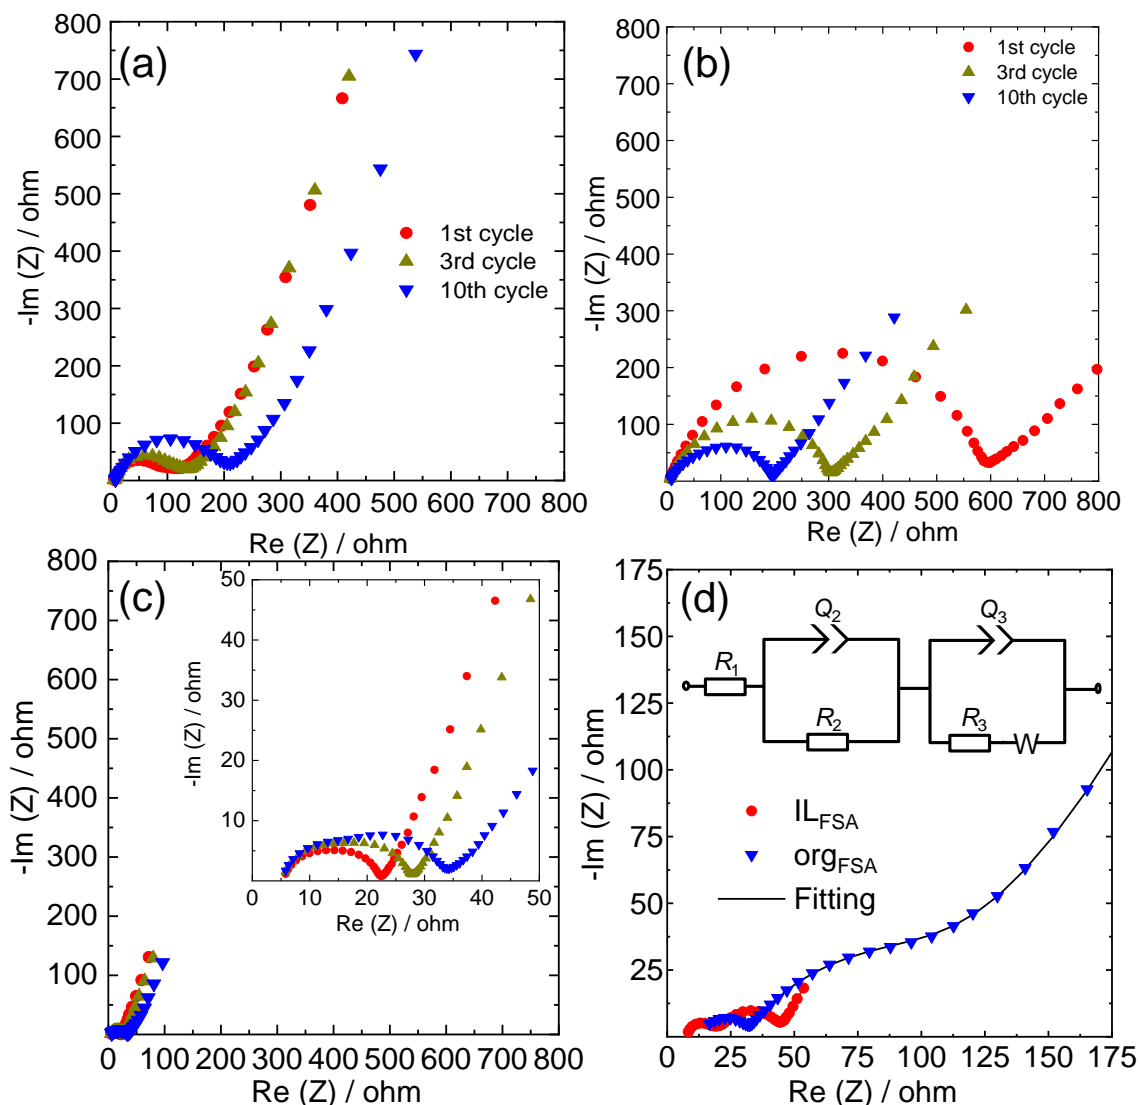 (a)
800
700
600
500
400
300
200
100
0 100 200 300 400 500 600 700 800
-Im (Z) / ohm
Re (Z) / ohm
1st cycle
3rd cycle
10th cycle
(b)
800
700
600
500
400
300
200
100
0 100 200 300 400 500 600 700 800
-Im (Z) / ohm
Re (Z) / ohm
1st cycle
3rd cycle
10th cycle
(c)
800
700
600
500
400
300
200
100
0 100 200 300 400 500 600 700 800
-Im (Z) / ohm
Re (Z) / ohm
50
40
30
20
10
0 10 20 30 40 50
-Im (Z) / ohm
Re (Z) / ohm
(d)
175
150
125
100
75
50
25
0 25 50 75 100 125 150 175
-Im (Z) / ohm
Re (Z) / ohm
Q2
Q3
R1
R2
R3
W
IL FSA
org FSA
Fitting